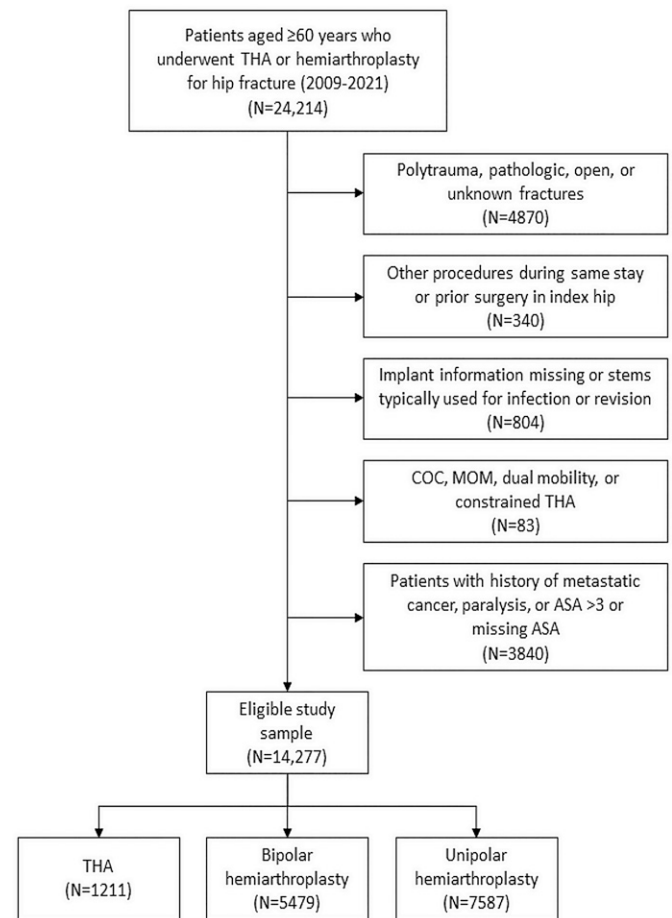 Patients aged ≥60 years who
underwent THA or hemiarthroplasty
for hip fracture (2009-2021)
(N=24,214)
Polytrauma, pathologic, open, or
unknown fractures
(N=4870)
Other procedures during same stay
or prior surgery in index hip
(N=340)
Implant information missing or stems
typically used for infection or revision
(N=804)
COC, MOM, dual mobility, or
constrained THA
(N=83)
Patients with history of metastatic
cancer, paralysis, or ASA >3 or
missing ASA
(N=3840)
Eligible study
sample
(N=14,277)
THA
(N=1211)
Bipolar
hemiarthroplasty
(N=5479)
Unipolar
hemiarthroplasty
(N=7587)